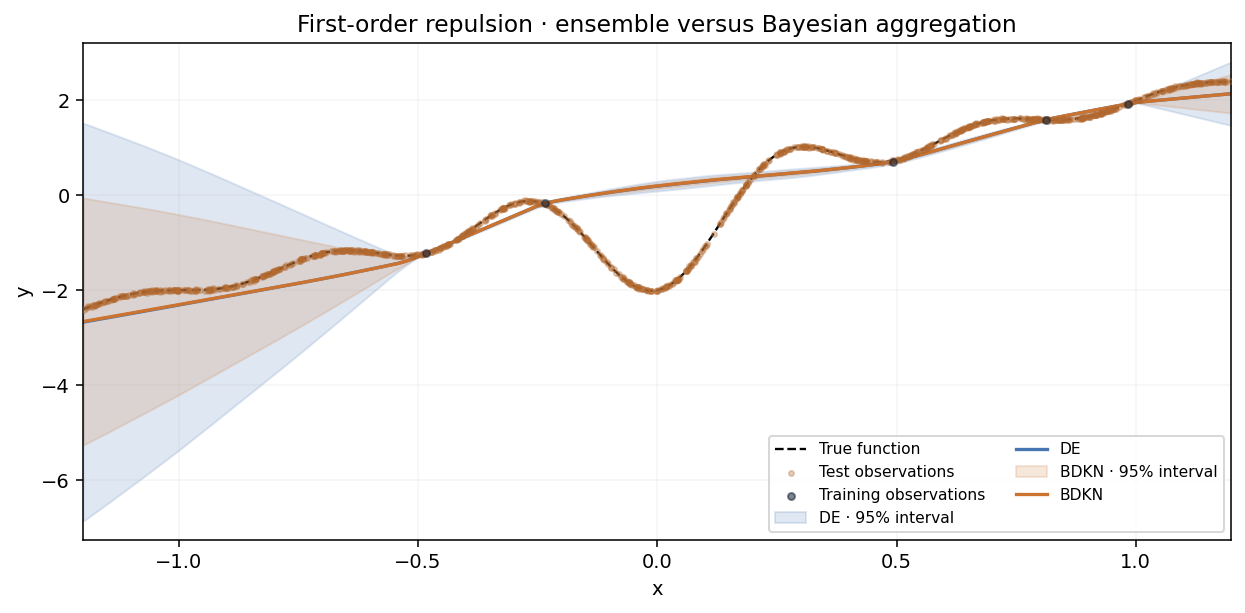 First-order repulsion · ensemble versus Bayesian aggregation
y
2
0
−2
−4
−6
True function
Test observations
Training observations
DE · 95% interval
DE
BDKN · 95% interval
BDKN
−1.0
−0.5
0.0
0.5
1.0
x